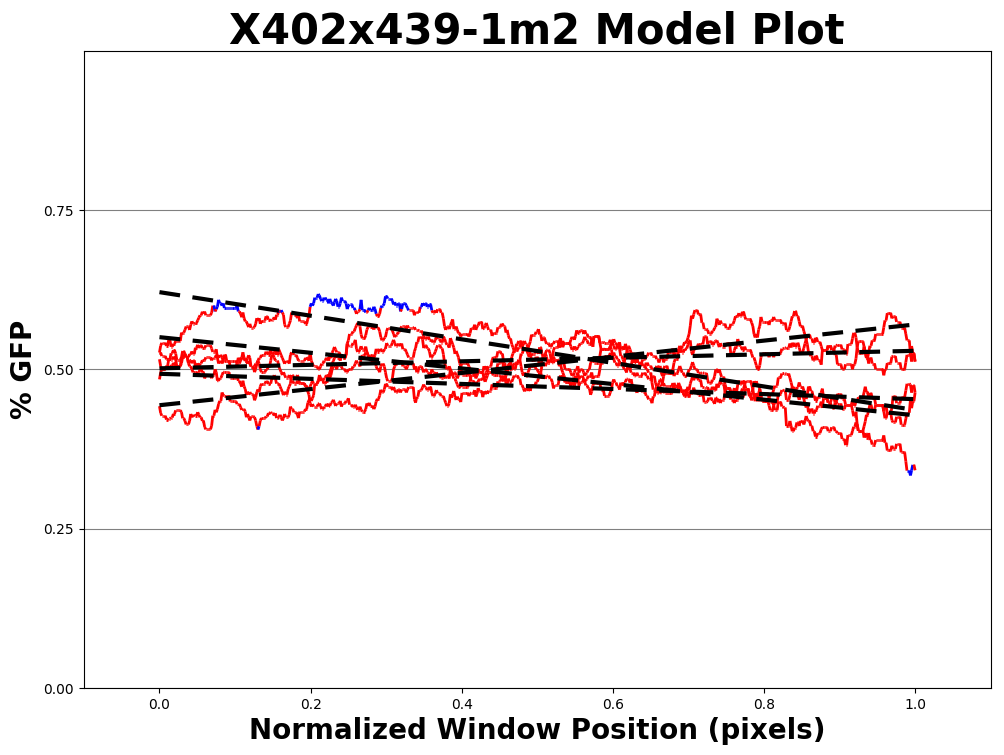 X402x439-1m2 Model Plot
% GFP
0.75
0.50
0.25
0.00
0.0 0.2 0.4 0.6 0.8 1.0
Normalized Window Position (pixels)